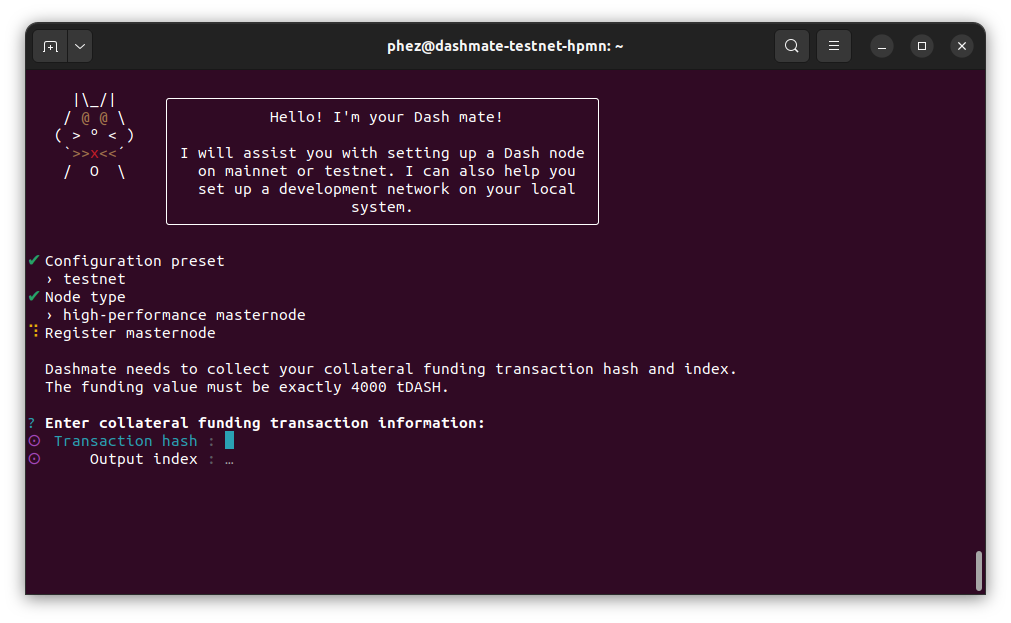 phez@dashmate-testnet-hpmn: ~
|\_/|
/ @ @ \
( > º < )
`>>x<<´
/  O  \
Hello! I'm your Dash mate!
I will assist you with setting up a Dash node
on mainnet or testnet. I can also help you
set up a development network on your local
system.
✔ Configuration preset
› testnet
✔ Node type
› high-performance masternode
⠹ Register masternode
Dashmate needs to collect your collateral funding transaction hash and index.
The funding value must be exactly 4000 tDASH.
? Enter collateral funding transaction information:
⊙ Transaction hash :
⊙ Output index : …